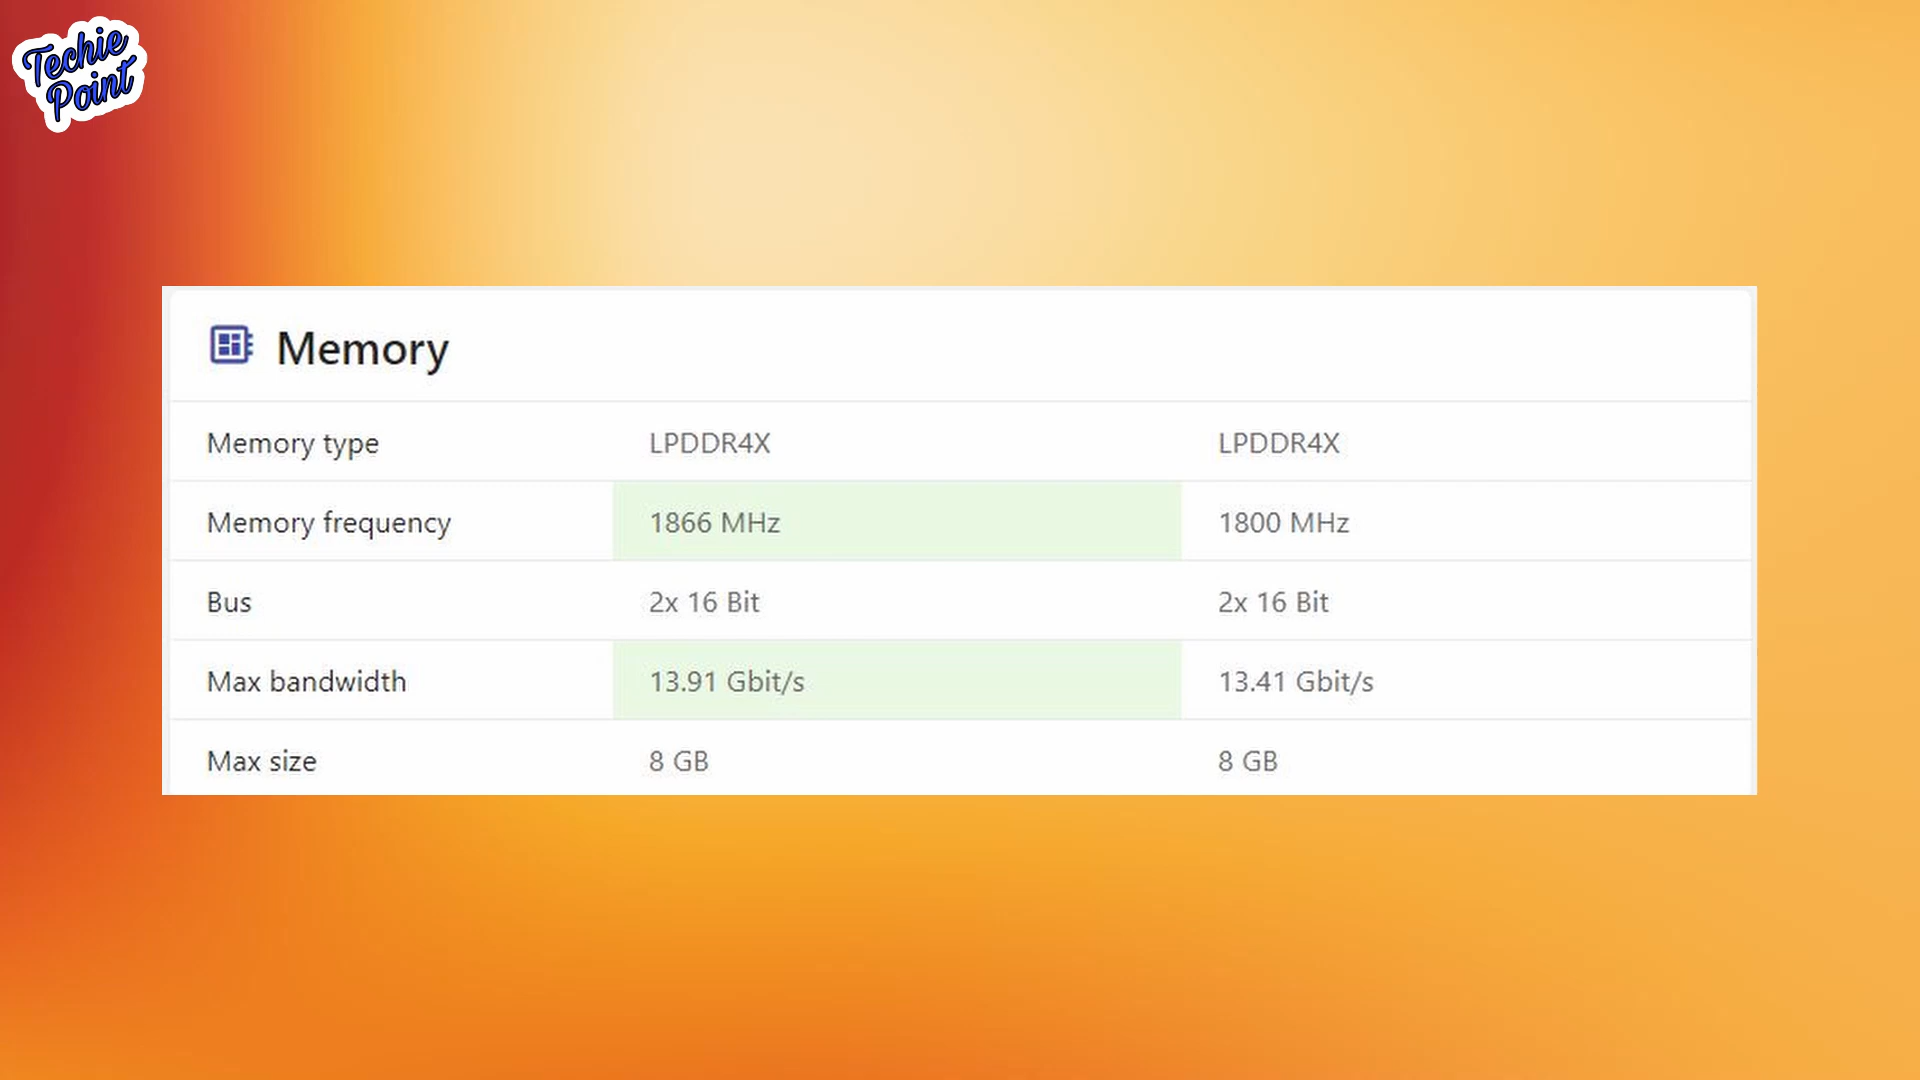 Techie
Point
Memory
Memory type LPDDR4X LPDDR4X
Memory frequency 1866 MHz 1800 MHz
Bus 2x 16 Bit 2x 16 Bit
Max bandwidth 13.91 Gbit/s 13.41 Gbit/s
Max size 8 GB 8 GB